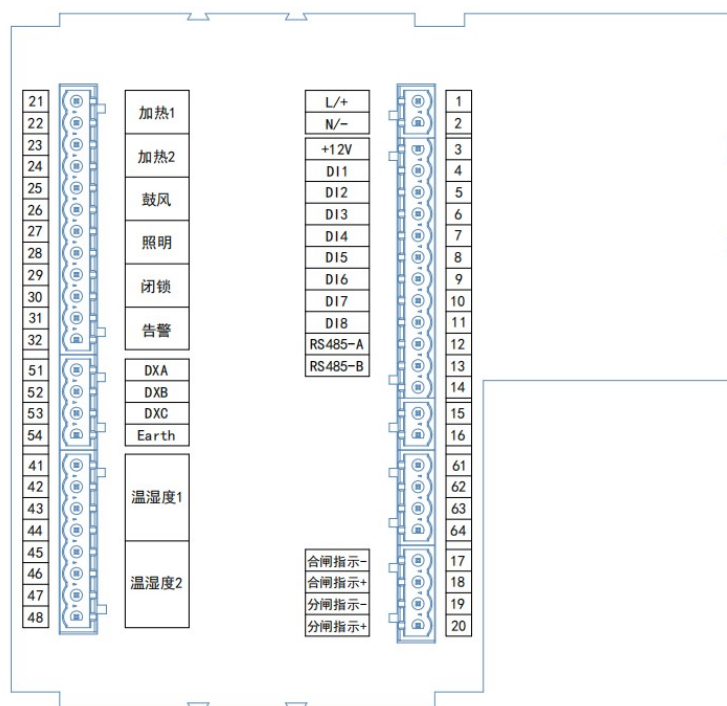 21
22
加热1
23
24
加热2
25
26
鼓风
27
28
照明
29
30
闭锁
31
32
告警
51 DXA
52 DXB
53 DXC
54 Earth
41
42
43
44
温湿度1
45
46
47
48
温湿度2
L/+ 1
N/- 2
+12V 3
DI1 4
DI2 5
DI3 6
DI4 7
DI5 8
DI6 9
DI7 10
DI8 11
RS485-A 12
RS485-B 13
14
15
16
61
62
63
64
合闸指示- 17
合闸指示+ 18
分闸指示- 19
分闸指示+ 20